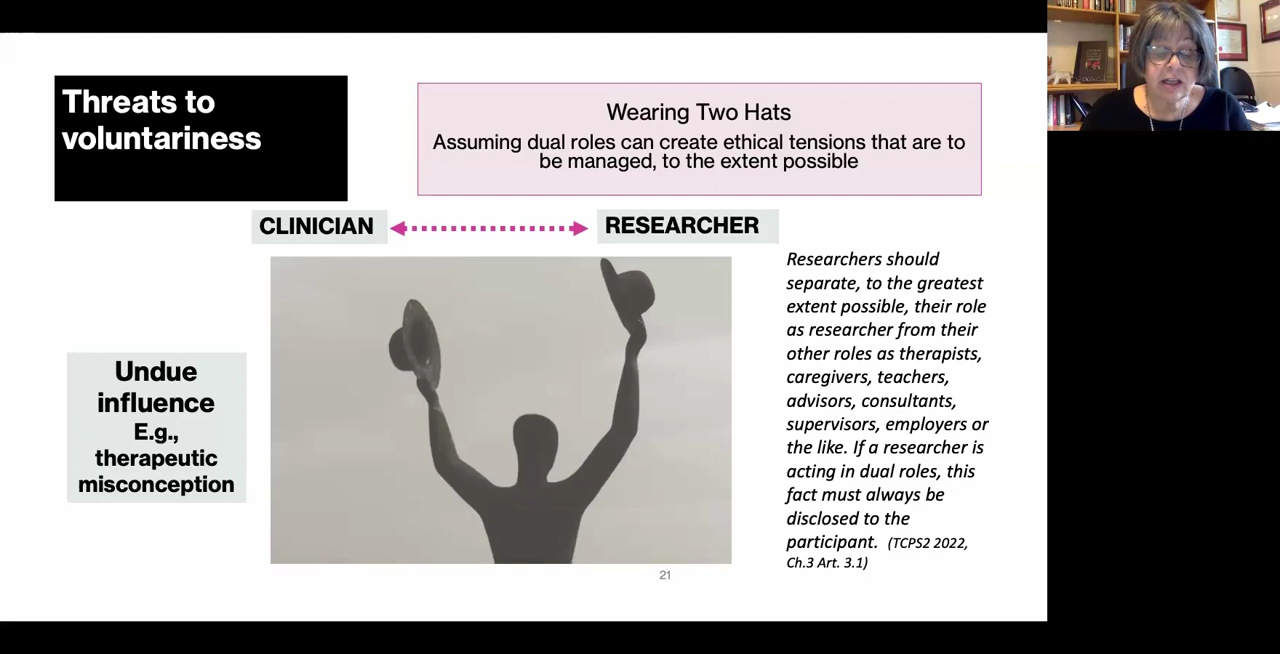 Threats to
voluntariness
Wearing Two Hats
Assuming dual roles can create ethical tensions that are to
be managed, to the extent possible
CLINICIAN
RESEARCHER
Researchers should
separate, to the greatest
extent possible, their role
as researcher from their
other roles as therapists,
caregivers, teachers,
advisors, consultants,
supervisors, employers or
the like. If a researcher is
acting in dual roles, this
fact must always be
disclosed to the
participant. (TCPS2 2022,
Ch.3 Art. 3.1)
Undue
influence
E.g.,
therapeutic
misconception
21